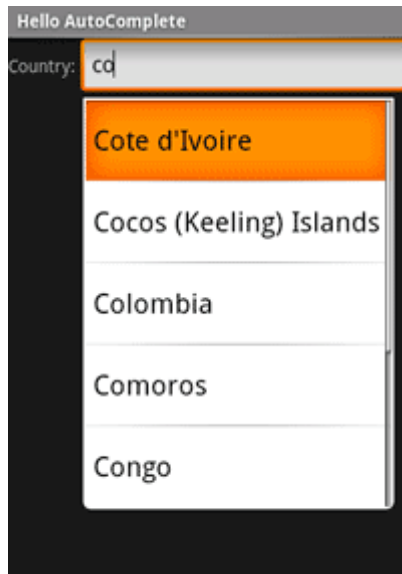 Hello AutoComplete
Country: co
Cote d'Ivoire
Cocos (Keeling) Islands
Colombia
Comoros
Congo